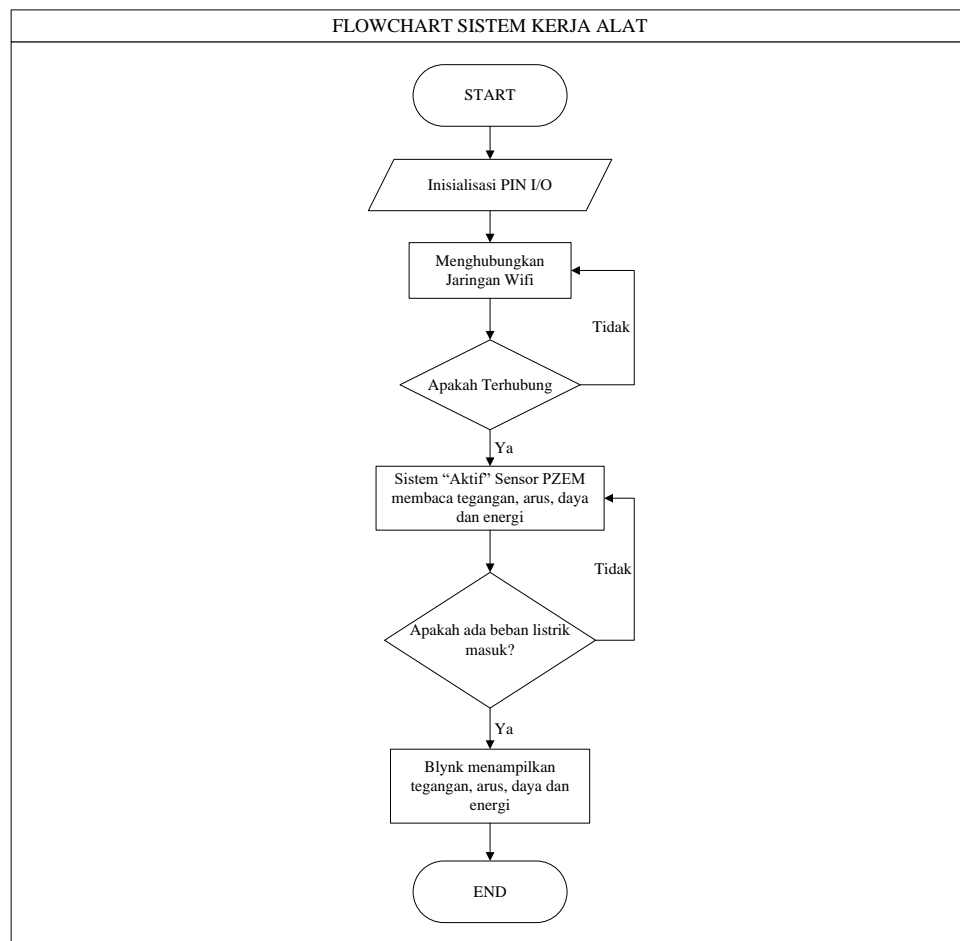 FLOWCHART SISTEM KERJA ALAT
START
Inisialisasi PIN I/O
Menghubungkan
Jaringan Wifi
Tidak
Apakah Terhubung
Ya
Sistem “Aktif” Sensor PZEM
membaca tegangan, arus, daya
dan energi
Tidak
Apakah ada beban listrik
masuk?
Ya
Blynk menampilkan
tegangan, arus, daya dan
energi
END